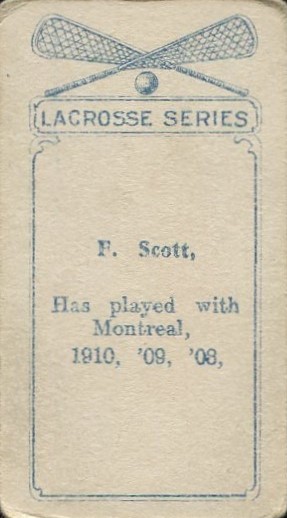 LACROSSE SERIES
F. Scott,
Has played with
Montreal,
1910, '09, '08,